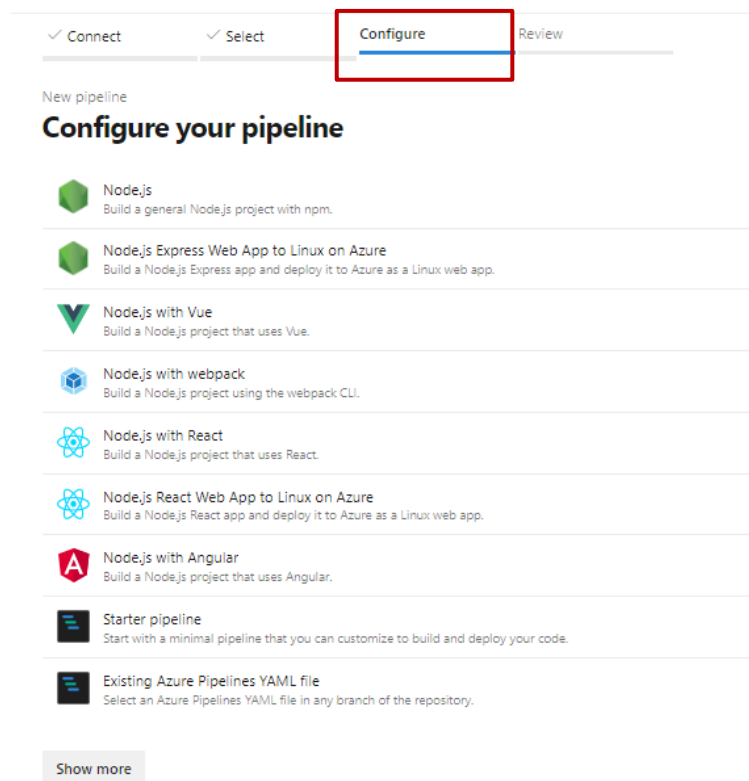 Connect
Select
Configure
Review
New pipeline
Configure your pipeline
Node.js
Build a general Node.js project with npm.
Node.js Express Web App to Linux on Azure
Build a Node.js Express app and deploy it to Azure as a Linux web app.
Node.js with Vue
Build a Node.js project that uses Vue.
Node.js with webpack
Build a Node.js project using the webpack CLI.
Node.js with React
Build a Node.js project that uses React.
Node.js React Web App to Linux on Azure
Build a Node.js React app and deploy it to Azure as a Linux web app.
Node.js with Angular
Build a Node.js project that uses Angular.
Starter pipeline
Start with a minimal pipeline that you can customize to build and deploy your code.
Existing Azure Pipelines YAML file
Select an Azure Pipelines YAML file in any branch of the repository.
Show more